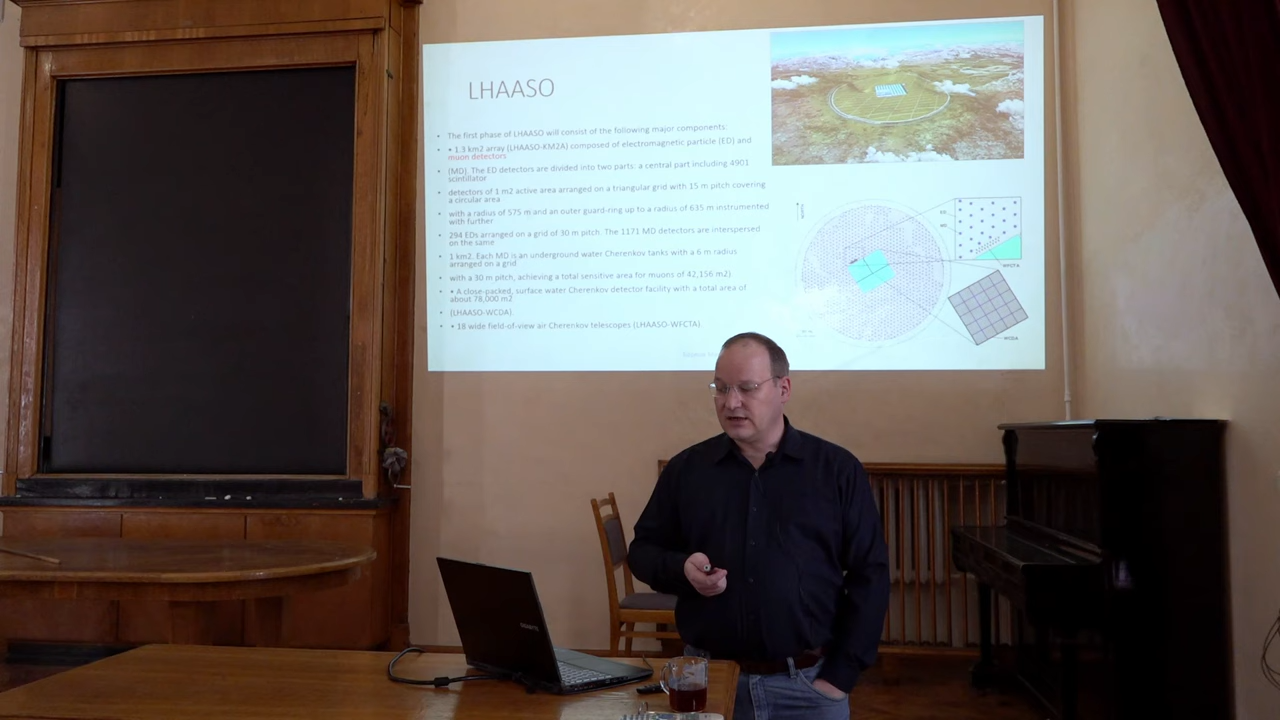 LHAASO
• The first phase of LHAASO will consist of the following major components:
• • 1.3 km2 array (LHAASO-KM2A) composed of electromagnetic particle (ED) and
muon detectors
• (MD). The ED detectors are divided into two parts: a central part including 4901
scintillator
• detectors of 1 m2 active area arranged on a triangular grid with 15 m pitch covering
a circular area
• with a radius of 575 m and an outer guard-ring up to a radius of 635 m instrumented
with further
• 294 EDs arranged on a grid of 30 m pitch. The 1171 MD detectors are interspersed
on the same
• 1 km2. Each MD is an underground water Cherenkov tanks with a 6 m radius
arranged on a grid
• with a 30 m pitch, achieving a total sensitive area for muons of 42,156 m2)
• • A close-packed, surface water Cherenkov detector facility with a total area of
about 78,000 m2
• (LHAASO-WCDA).
• • 18 wide field-of-view air Cherenkov telescopes (LHAASO-WFCTA)
ED
MD
WFCTA
WCDA